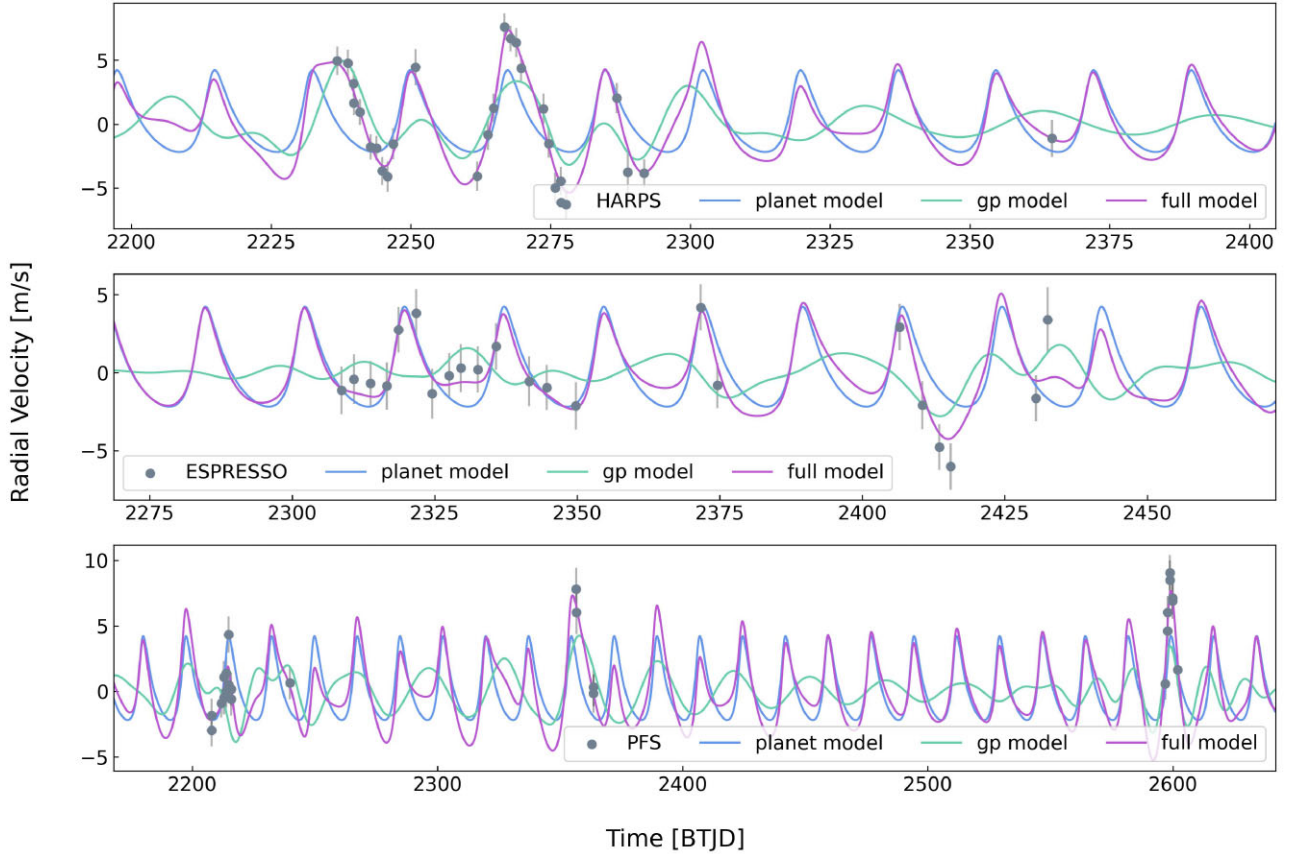 5
0
−5
HARPS planet model gp model full model
2200 2225 2250 2275 2300 2325 2350 2375 2400
Radial Velocity [m/s]
5
0
−5
ESPRESSO planet model gp model full model
2275 2300 2325 2350 2375 2400 2425 2450
10
5
0
−5
PFS planet model gp model full model
2200 2300 2400 2500 2600
Time [BTJD]